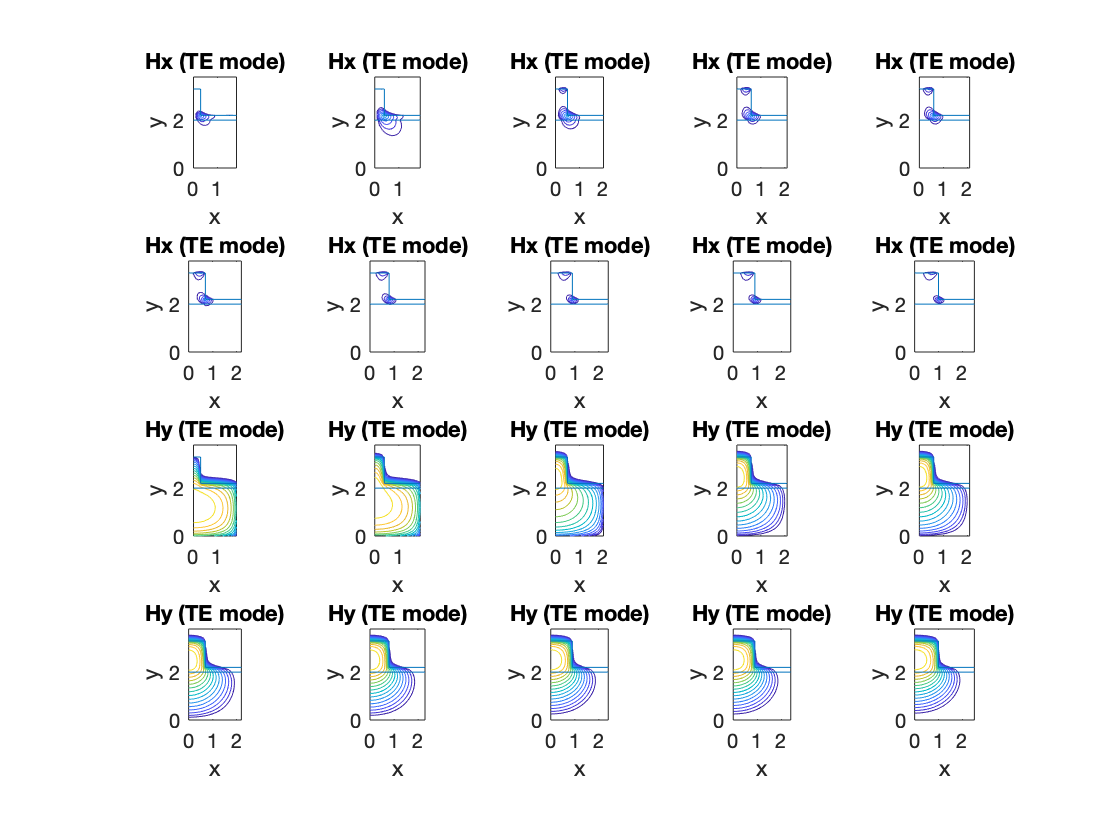 Hx (TE mode) Hx (TE mode) Hx (TE mode) Hx (TE mode) Hx (TE mode)
y 2 y 2 y 2 y 2 y 2
0 0 0 0 0
0 1 0 1 0 1 2 0 1 2 0 1 2
x x x x x
Hx (TE mode) Hx (TE mode) Hx (TE mode) Hx (TE mode) Hx (TE mode)
y 2 y 2 y 2 y 2 y 2
0 0 0 0 0
0 1 2 0 1 2 0 1 2 0 1 2 0 1 2
x x x x x
Hy (TE mode) Hy (TE mode) Hy (TE mode) Hy (TE mode) Hy (TE mode)
y 2 y 2 y 2 y 2 y 2
0 0 0 0 0
0 1 0 1 0 1 2 0 1 2 0 1 2
x x x x x
Hy (TE mode) Hy (TE mode) Hy (TE mode) Hy (TE mode) Hy (TE mode)
y 2 y 2 y 2 y 2 y 2
0 0 0 0 0
0 1 2 0 1 2 0 1 2 0 1 2 0 1 2
x x x x x